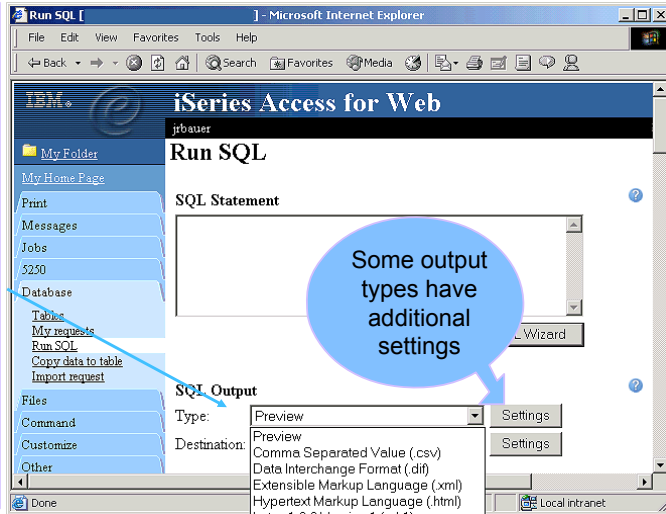 Run SQL [ ] - Microsoft Internet Explorer
File Edit View Favorites Tools Help
Back Search Favorites Media
IBM
iSeries Access for Web
jrbauer
My Folder
My Home Page
Print
Messages
Jobs
5250
Database
Tables
My requests
Run SQL
Copy data to table
Import request
Files
Command
Customize
Other
Run SQL
SQL Statement
Some output
types have
additional
settings
Wizard
SQL Output
Type: Preview Settings
Destination: Settings
Preview
Comma Separated Value (.csv)
Data Interchange Format (.dif)
Extensible Markup Language (.xml)
Hypertext Markup Language (.html)
Done
Local intranet